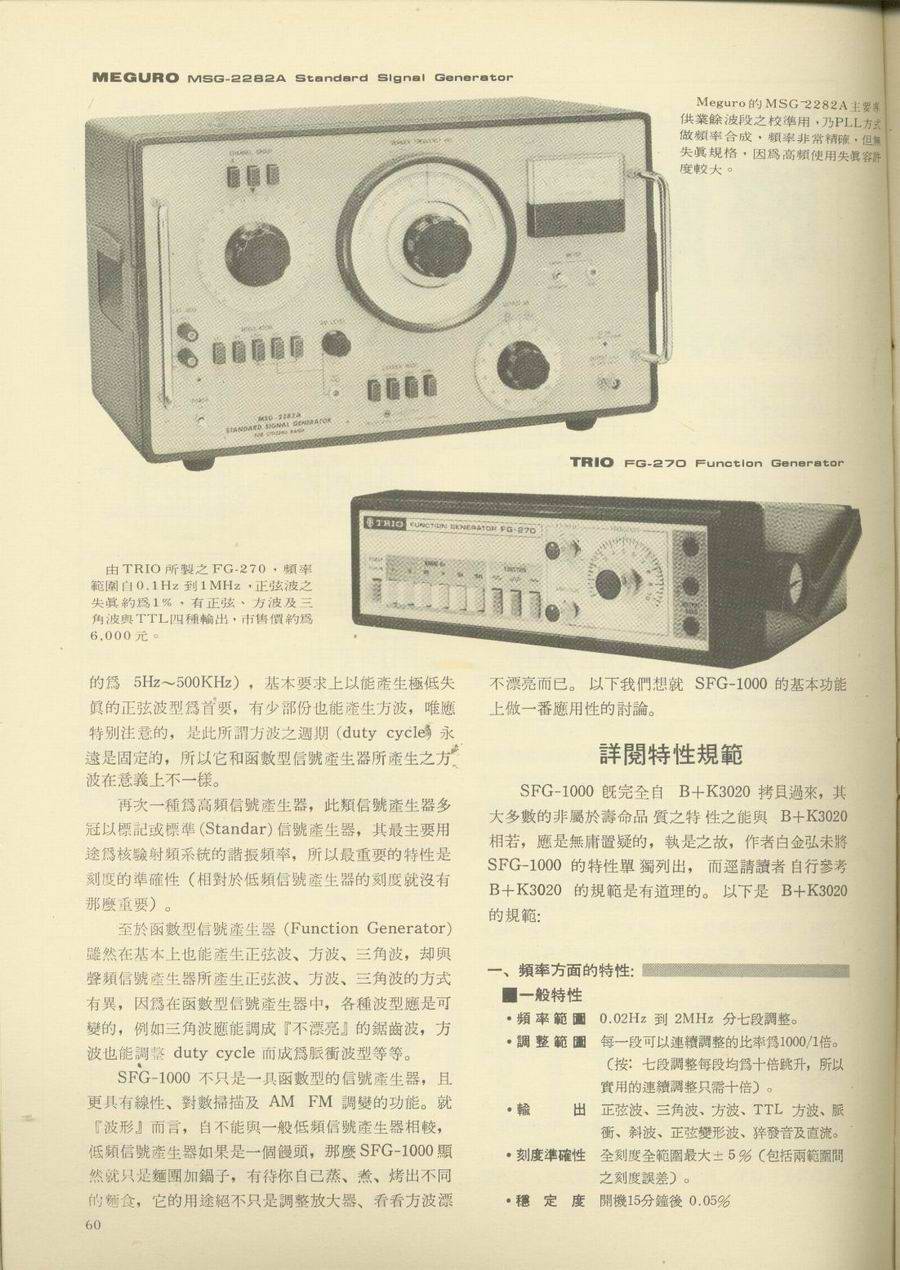 MEGURO MSG-2282A Standard Signal Generator
Meguro的MSG-2282A主要專
供業餘波段之校準用，乃PLL方式
做頻率合成，頻率非常精確，但無
失眞規格，因爲高頻使用失眞容許
度較大。
MSG-2282A
STANDARD SIGNAL GENERATOR
FOR CITIZENS BAND
TRIO FG-270 Function Generator
TRIO FUNCTION GENERATOR FG-270
由TRIO所製之FG-270，頻率
範圍自0.1Hz 到1MHz，正弦波之
失眞約爲1%，有正弦、方波及三
角波與TTL四種輸出，市售價約爲
6,000元。
的爲 5Hz～500KHz），基本要求上以能產生極低失
眞的正弦波型爲首要，有少部份也能產生方波，唯應
特別注意的，是此所謂方波之週期 (duty cycle) 永
遠是固定的，所以它和函數型信號產生器所產生之方
波在意義上不一樣。
再次一種爲高頻信號產生器，此類信號產生器多
冠以標記或標準(Standar)信號產生器，其最主要用
途爲核驗射頻系統的諧振頻率，所以最重要的特性是
刻度的準確性（相對於低頻信號產生器的刻度就沒有
那麼重要）。
至於函數型信號產生器 (Function Generator)
雖然在基本上也能產生正弦波、方波、三角波，却與
聲頻信號產生器所產生正弦波、方波、三角波的方式
有異，因爲在函數型信號產生器中，各種波型應是可
變的，例如三角波應能調成『不漂亮』的鋸齒波，方
波也能調整 duty cycle 而成爲脈衝波型等等。
SFG-1000 不只是一具函數型的信號產生器，且
更具有線性、對數掃描及 AM FM 調變的功能。就
『波形』而言，自不能與一般低頻信號產生器相較，
低頻信號產生器如果是一個饅頭，那麼SFG-1000顯
然就只是麵團加鍋子，有待你自己蒸、煮、烤出不同
的麵食，它的用途絕不只是調整放大器、看看方波漂
60
不漂亮而已。以下我們想就 SFG-1000 的基本功能
上做一番應用性的討論。
詳閱特性規範
SFG-1000 旣完全自 B+K3020 拷貝過來，其
大多數的非屬於壽命品質之特性之能與 B+K3020
相若，應是無庸置疑的，執是之故，作者白金弘未將
SFG-1000 的特性單獨列出，而逕請讀者自行參考
B+K3020 的規範是有道理的。以下是 B+K3020
的規範:
一、頻率方面的特性:
■一般特性
•頻率範圍 0.02Hz 到 2MHz 分七段調整。
•調整範圍 每一段可以連續調整的比率爲1000/1倍。
（按: 七段調整每段均爲十倍跳升，所以
實用的連續調整只需十倍）。
•輸出 正弦波、三角波、方波、TTL 方波、脈
衝、斜波、正弦變形波、猝發音及直流。
•刻度準確性 全刻度全範圍最大±5%（包括兩範圍間
之刻度誤差）。
•穩定度 開機15分鐘後 0.05%